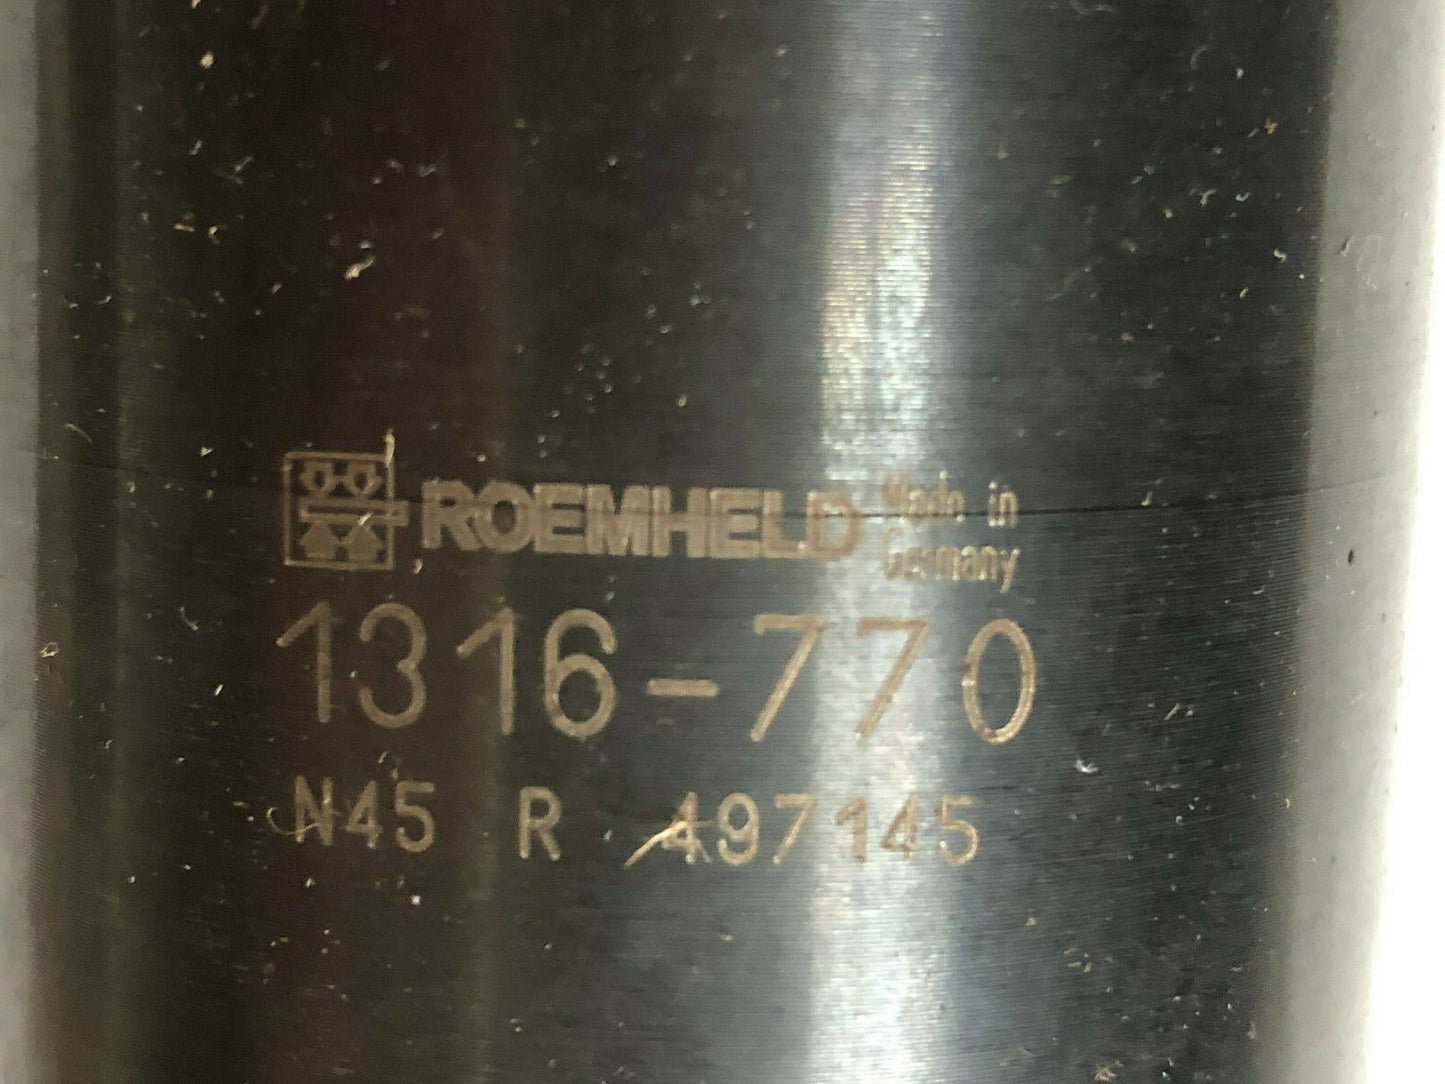 ROEMHELD Made in
Germany
1316-770
N45 R 497145